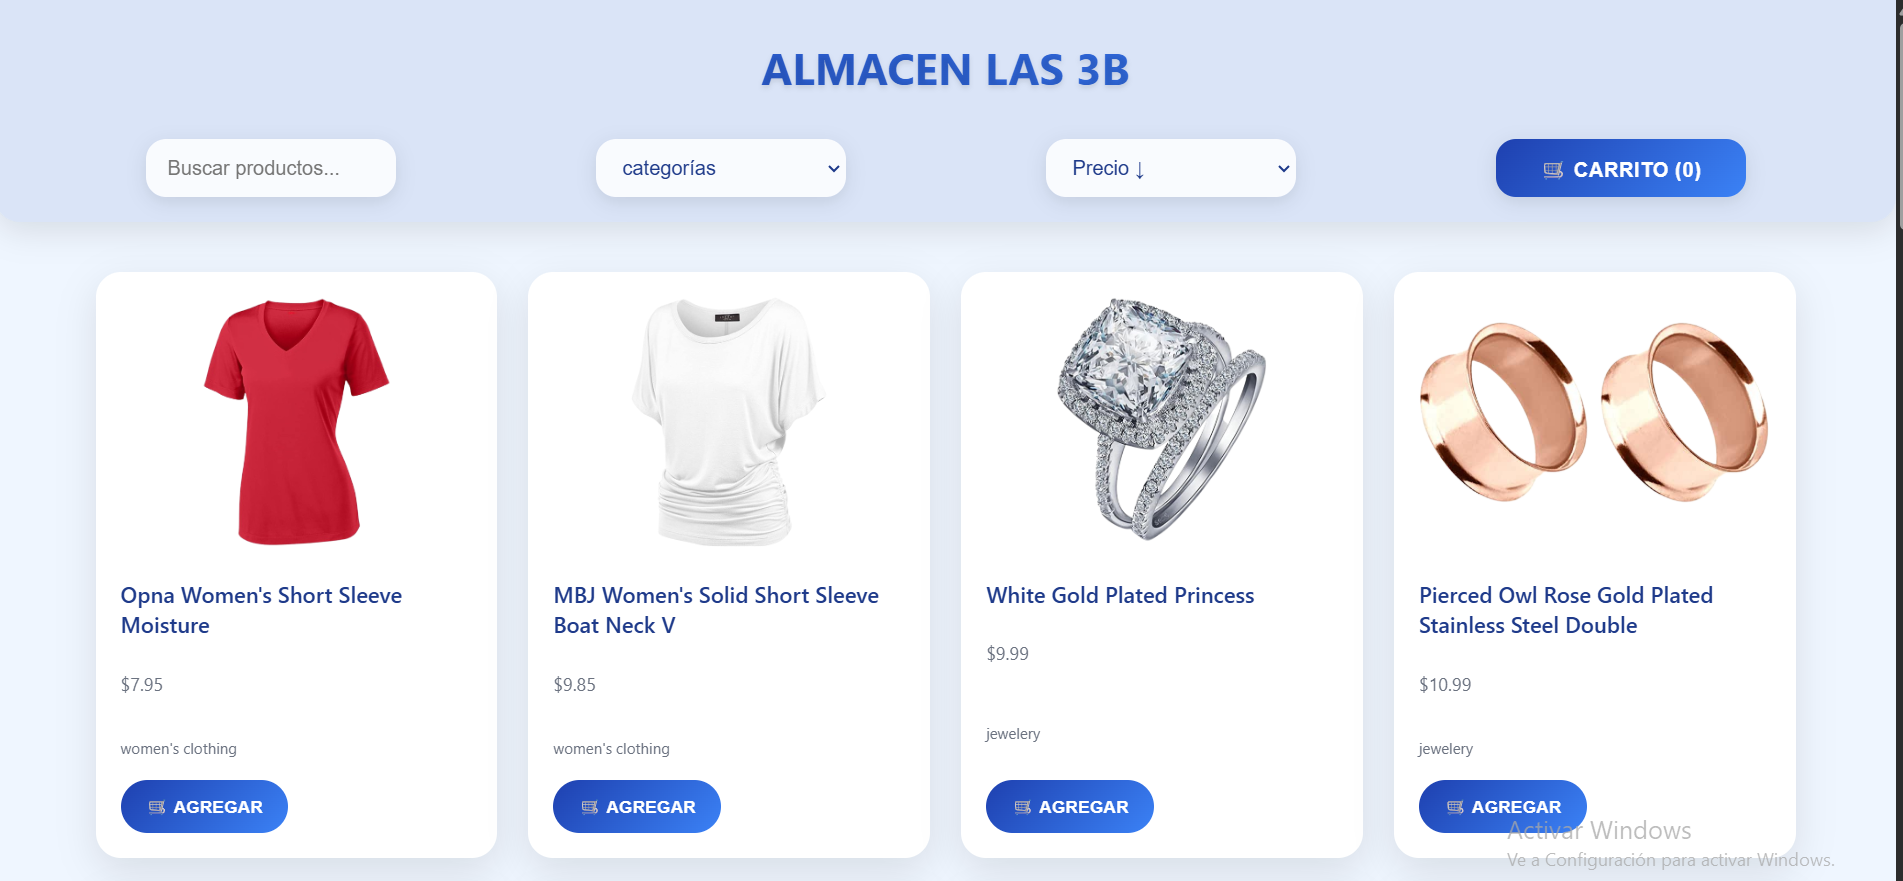 ALMACEN LAS 3B
Buscar productos...
categorías
Precio ↓
🛒 CARRITO (0)
Opna Women's Short Sleeve
Moisture
$7.95
women's clothing
🛒 AGREGAR
MBJ Women's Solid Short Sleeve
Boat Neck V
$9.85
women's clothing
🛒 AGREGAR
White Gold Plated Princess
$9.99
jewelery
🛒 AGREGAR
Pierced Owl Rose Gold Plated
Stainless Steel Double
$10.99
jewelery
🛒 AGREGAR
Activar Windows
Ve a Configuración para activar Windows.